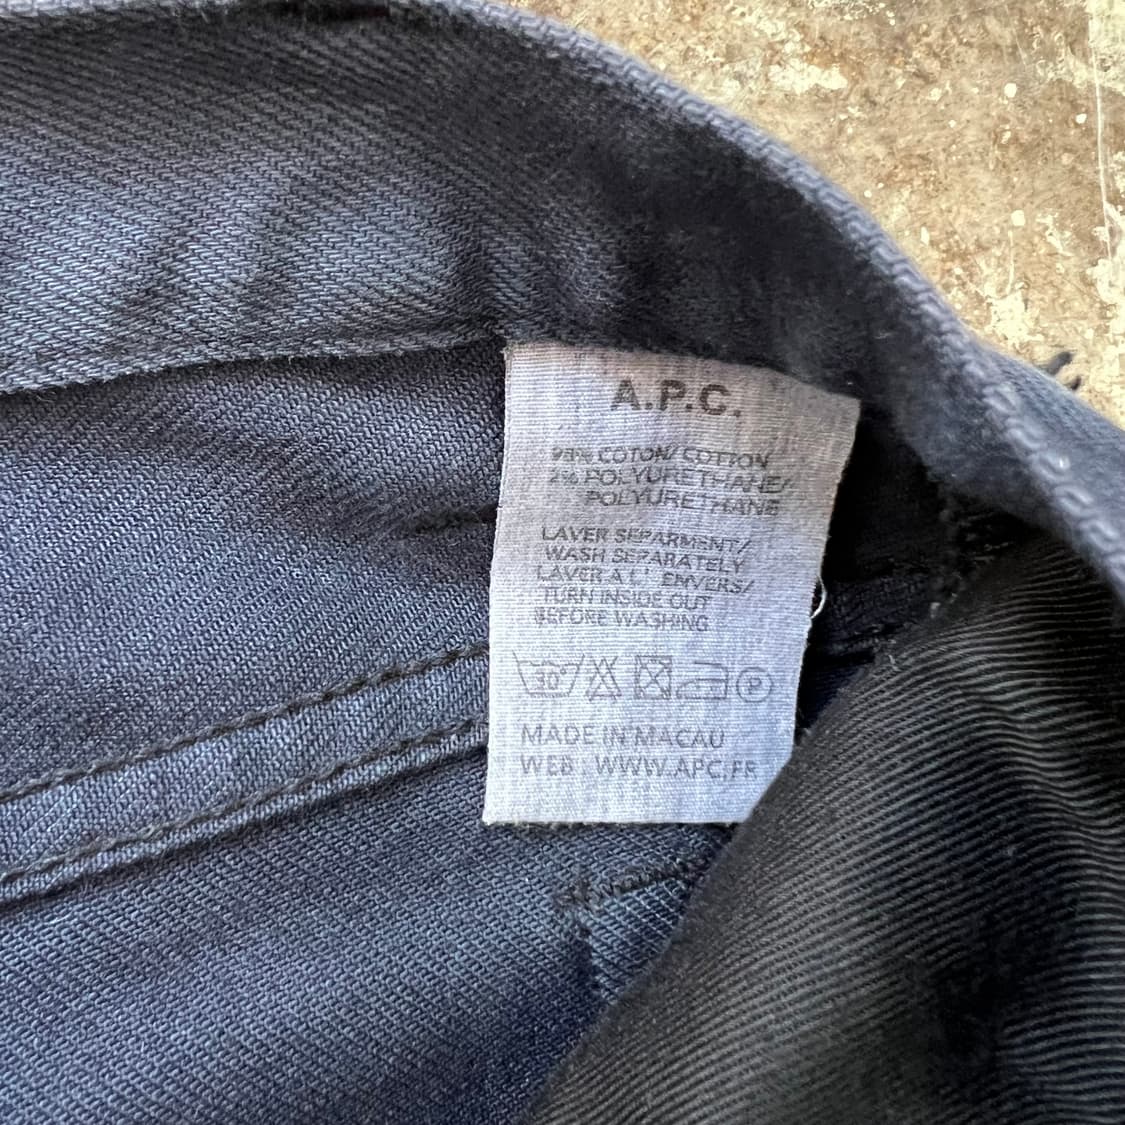 A.P.C.
98% COTON/ COTTON
2% POLYURETHANE/
POLYURETHANE
LAVER SEPARMENT/
WASH SEPARATELY
LAVER A L' ENVERS/
TURN INSIDE OUT
BEFORE WASHING
30° P
MADE IN MACAU
WEB : WWW.APC.FR